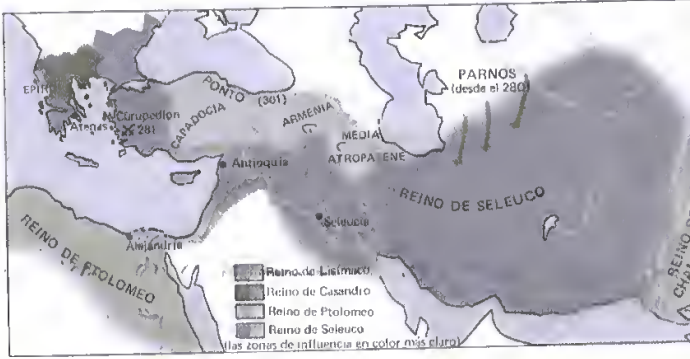 PARNOS
(desde el 280)
EPIRO
PONTO
(301)
ARMENIA
Atenas
Curupedion
281
CAPADOCIA
MEDIA
ATROPATENE
Antioquía
REINO DE SELEUCO
Seleucia
Alejandría
REINO DE PTOLOMEO
REINO DE
Reino de Lisímaco
Reino de Casandro
Reino de Ptolomeo
Reino de Seleuco
(las zonas de influencia en color más claro)